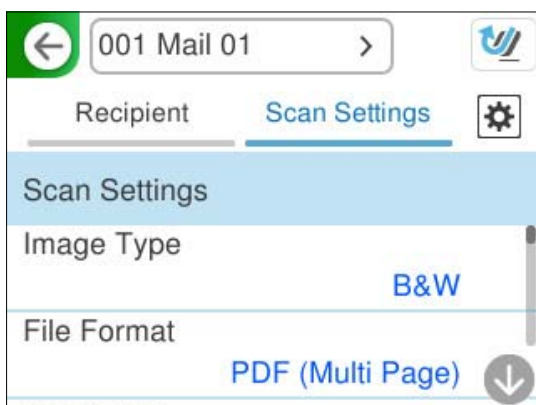 001 Mail 01
Recipient
Scan Settings
Scan Settings
Image Type
B&W
File Format
PDF (Multi Page)